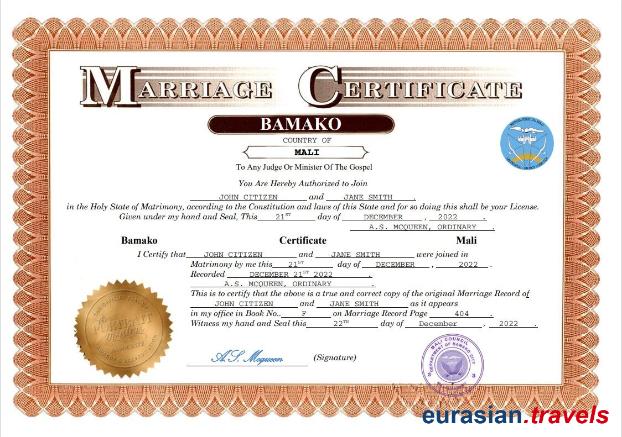 MARRIAGE CERTIFICATE
BAMAKO
COUNTRY OF
MALI
To Any Judge Or Minister Of The Gospel
You Are Hereby Authorized to Join
JOHN CITIZEN and JANE SMITH ,
in the Holy State of Matrimony, according to the Constitution and laws of this State and for so doing this shall be your License.
Given under my hand and Seal, This 21ST day of DECEMBER , 2022 .
A.S. MCQUEEN, ORDINARY .
Bamako Certificate Mali
I Certify that JOHN CITIZEN and JANE SMITH were joined in
Matrimony by me this 21ST day of DECEMBER , 2022 .
Recorded DECEMBER 21ST 2022 .
A.S. MCQUEEN, ORDINARY .
This is to certify that the above is a true and correct copy of the original Marriage Record of
JOHN CITIZEN and JANE SMITH as it appears
in my office in Book No.. F on Marriage Record Page 404 .
Witness my hand and Seal this 22TH day of December , 2022 .
A.S. Mcqueen (Signature)
MALI COUNCIL
eurasian.travels